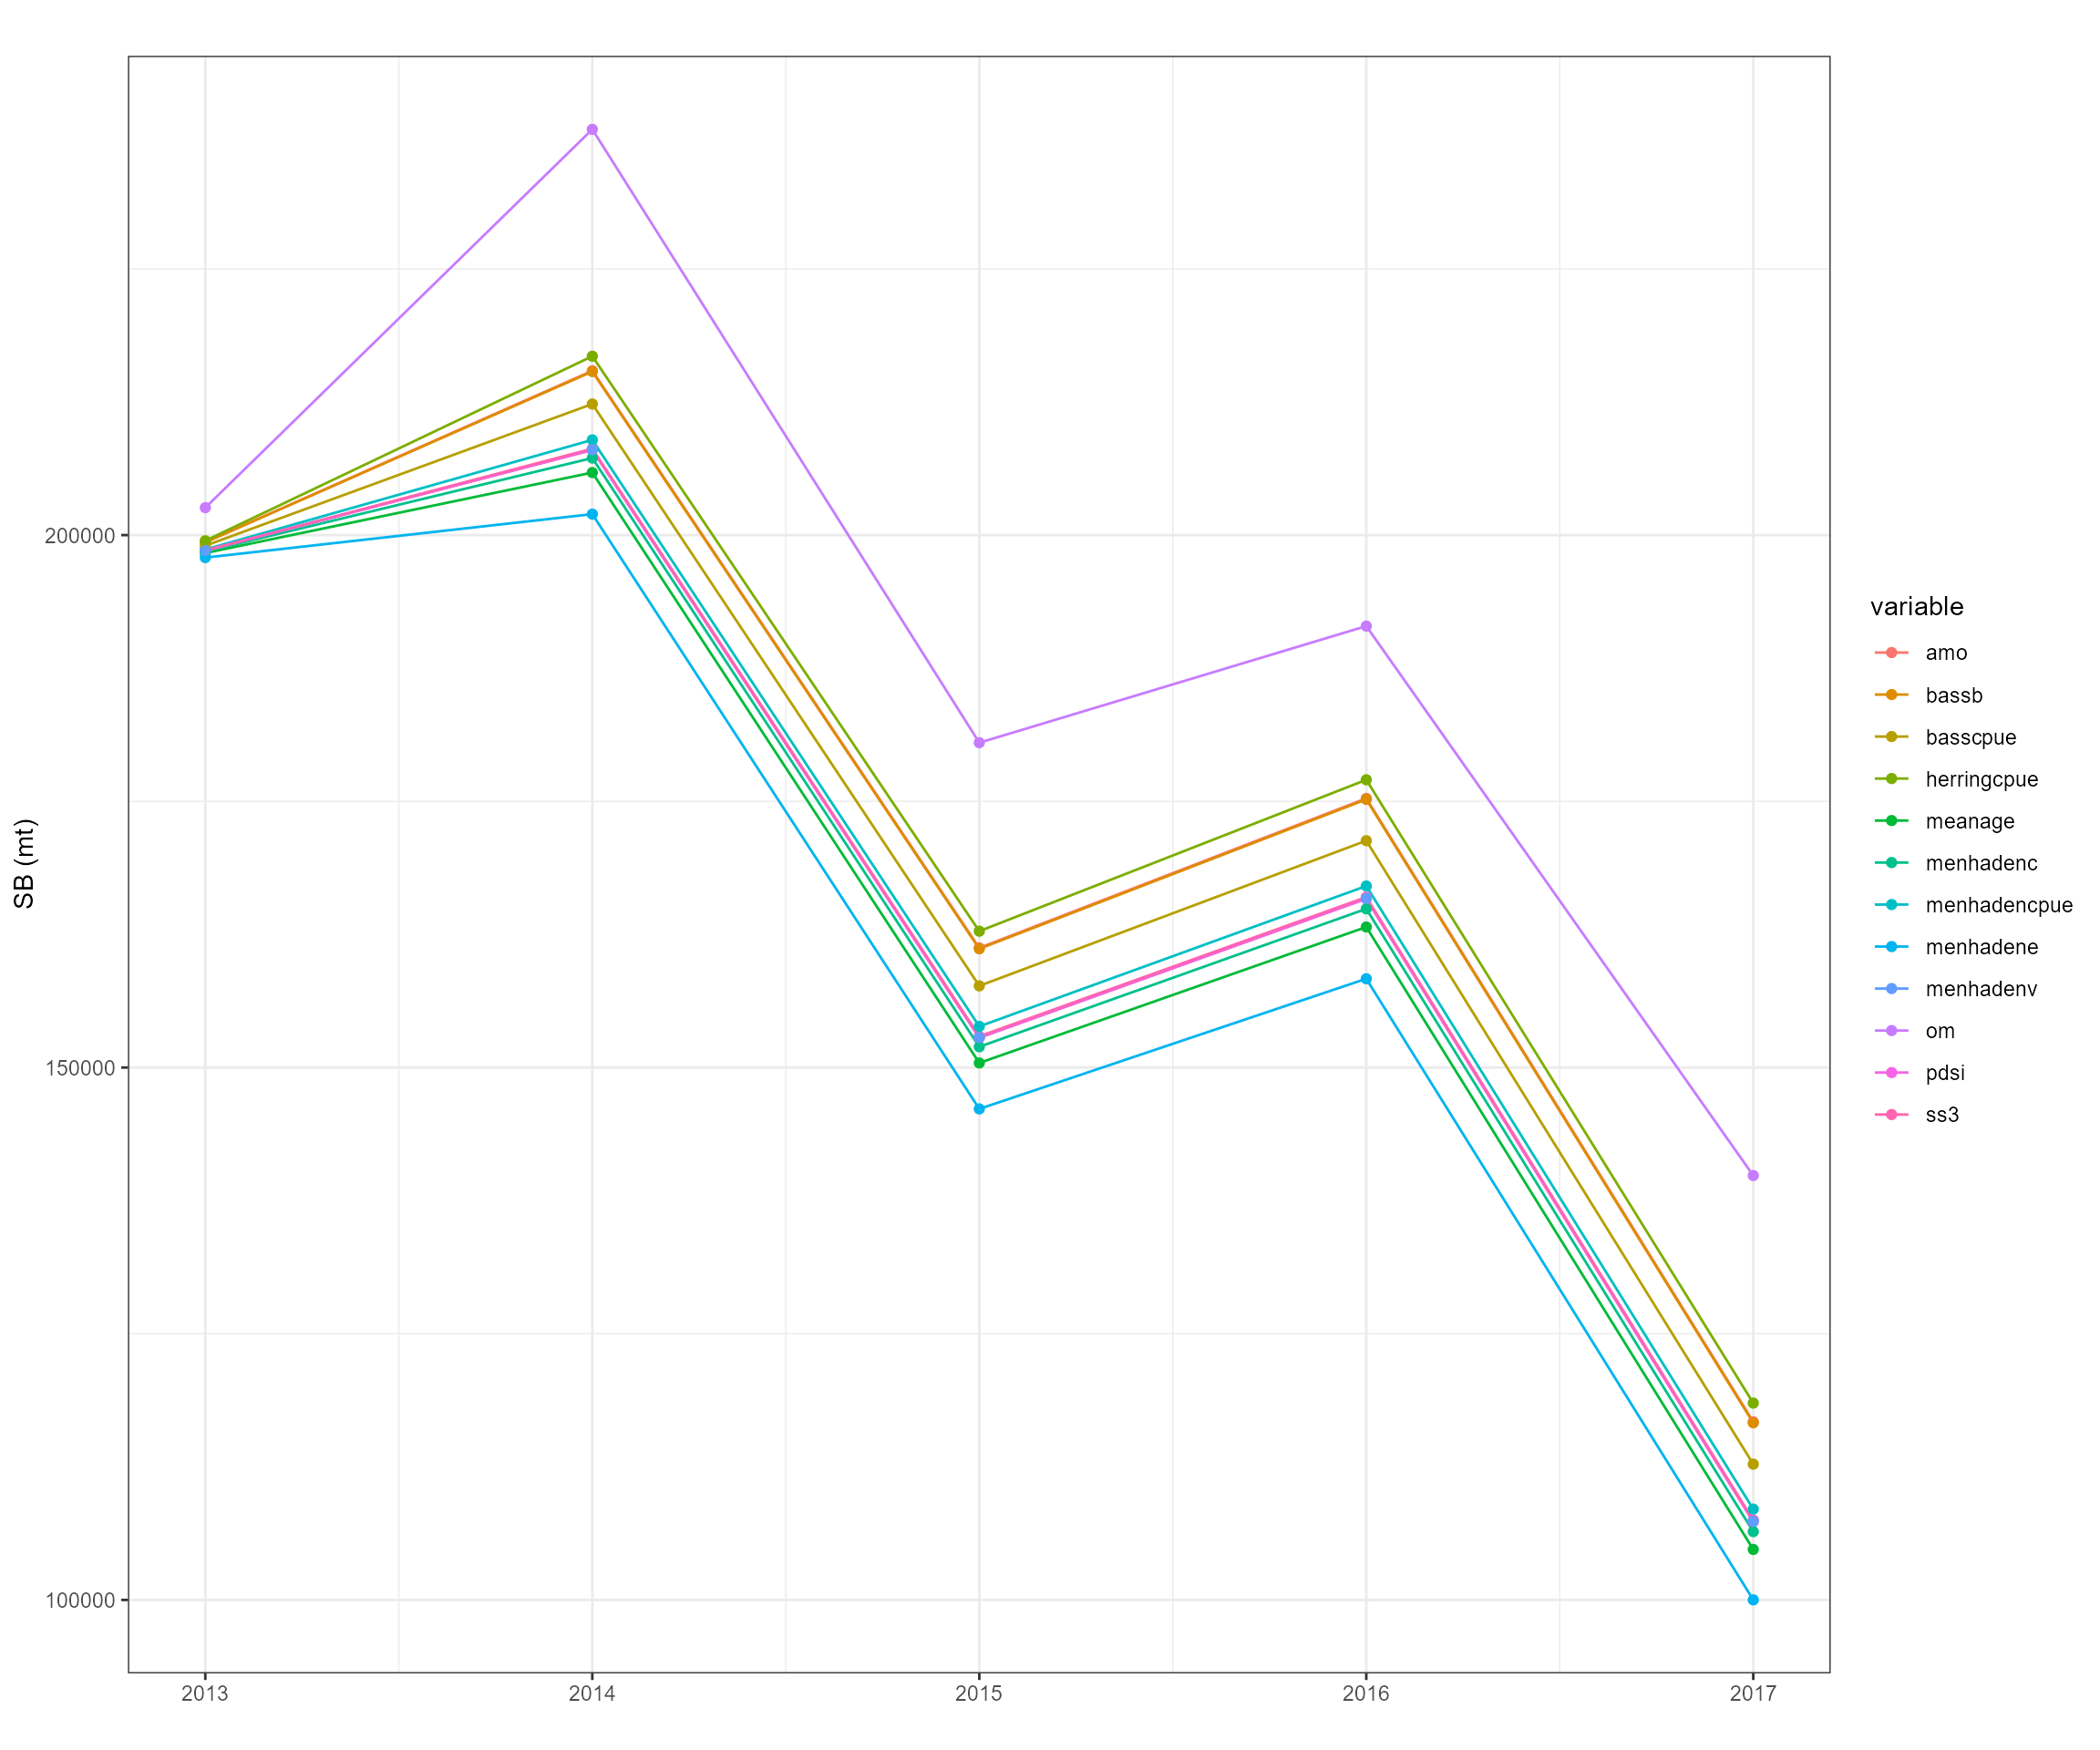 SB (mt)
200000
150000
100000
2013
2014
2015
2016
2017
variable
amo
bassb
basscpue
herringcpue
meanage
menhadenc
menhadencpue
menhadene
menhadenv
om
pdsi
ss3